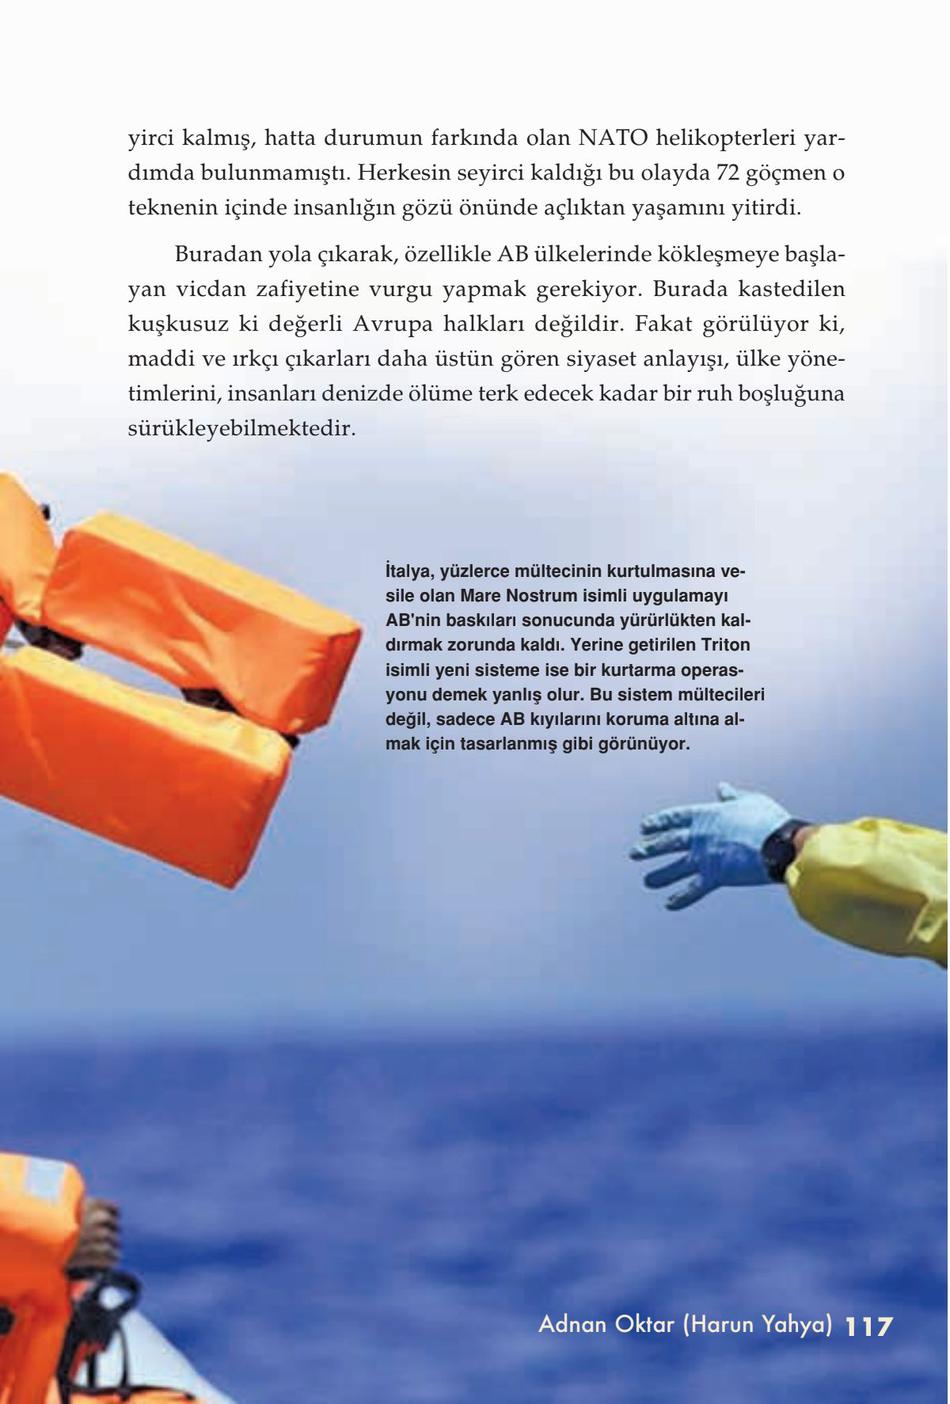 yirci kalmış, hatta durumun farkında olan NATO helikopterleri yar-
dımda bulunmamıştı. Herkesin seyirci kaldığı bu olayda 72 göçmen o
teknenin içinde insanlığın gözü önünde açlıktan yaşamını yitirdi.
Buradan yola çıkarak, özellikle AB ülkelerinde kökleşmeye başla-
yan vicdan zafiyetine vurgu yapmak gerekiyor. Burada kastedilen
kuşkusuz ki değerli Avrupa halkları değildir. Fakat görülüyor ki,
maddi ve ırkçı çıkarları daha üstün gören siyaset anlayışı, ülke yöne-
timlerini, insanları denizde ölüme terk edecek kadar bir ruh boşluğuna
sürükleyebilmektedir.
İtalya, yüzlerce mültecinin kurtulmasına ve-
sile olan Mare Nostrum isimli uygulamayı
AB'nin baskıları sonucunda yürürlükten kal-
dırmak zorunda kaldı. Yerine getirilen Triton
isimli yeni sisteme ise bir kurtarma operas-
yonu demek yanlış olur. Bu sistem mültecileri
değil, sadece AB kıyılarını koruma altına al-
mak için tasarlanmış gibi görünüyor.
Adnan Oktar (Harun Yahya) 117